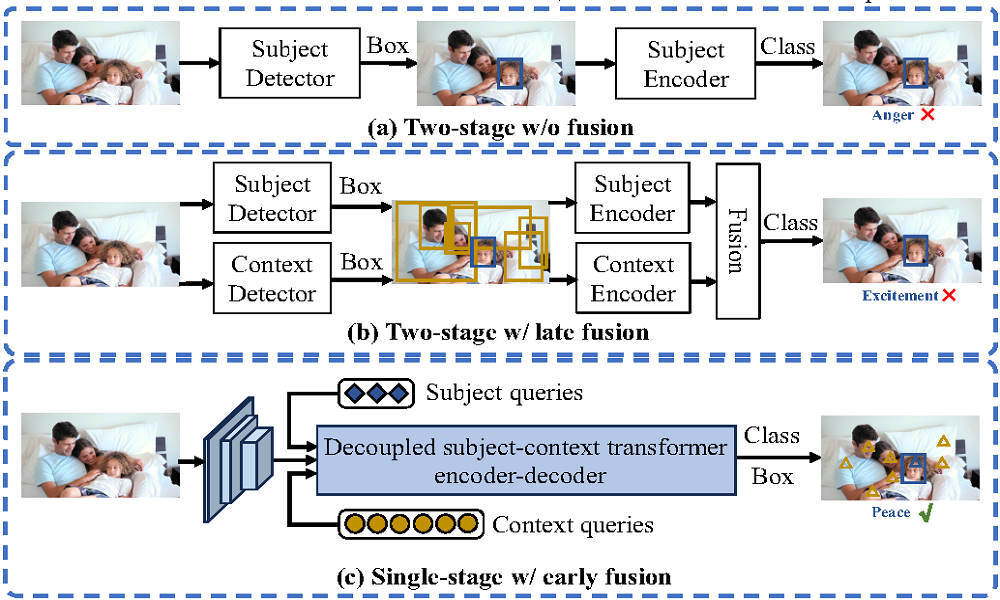 Subject
Detector
Box
Subject
Encoder
Class
Anger
(a) Two-stage w/o fusion
Subject
Detector
Box
Context
Detector
Box
Subject
Encoder
Context
Encoder
Fusion
Class
Excitement
(b) Two-stage w/ late fusion
Subject queries
Decoupled subject-context transformer
encoder-decoder
Class
Box
Context queries
Peace
(c) Single-stage w/ early fusion